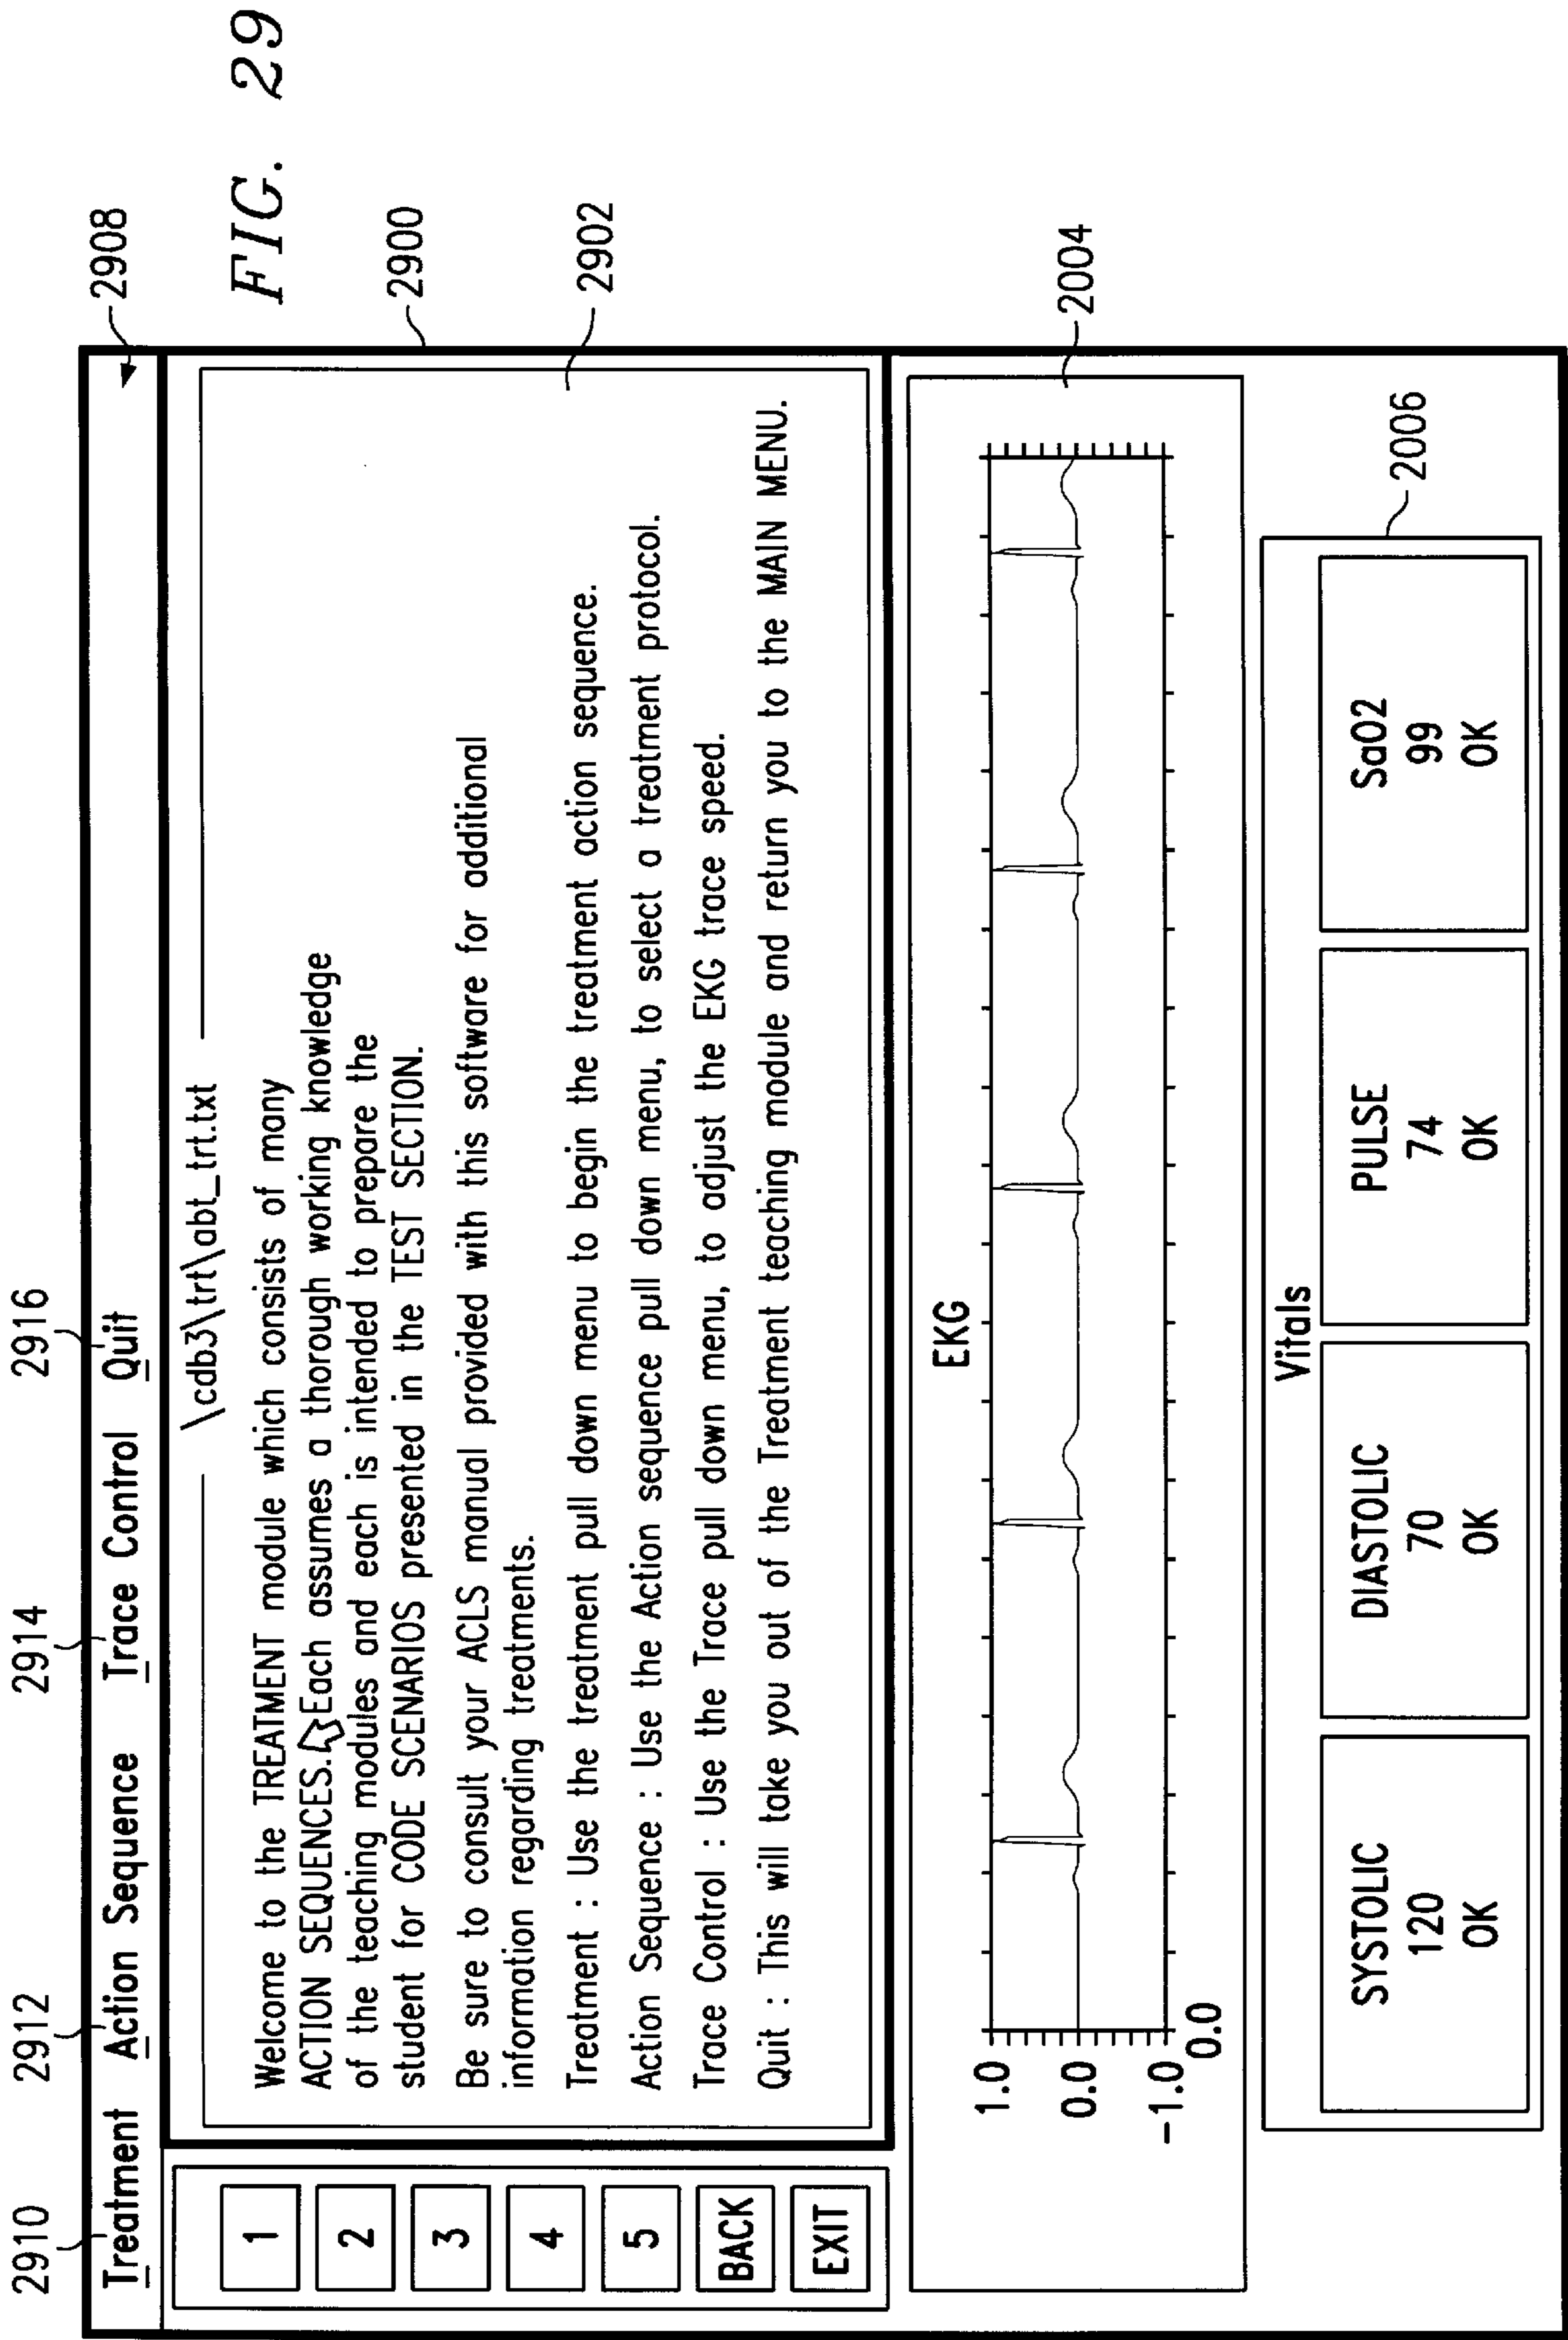 2910
2912
2914
2916
Treatment Action Sequence Trace Control Quit
2908
FIG. 29
\cdb3\trt\abt_trt.txt
1
2
3
4
5
BACK
EXIT
Welcome to the TREATMENT module which consists of many
ACTION SEQUENCES. Each assumes a thorough working knowledge
of the teaching modules and each is intended to prepare the
student for CODE SCENARIOS presented in the TEST SECTION.
Be sure to consult your ACLS manual provided with this software for additional
information regarding treatments.
Treatment : Use the treatment pull down menu to begin the treatment action sequence.
Action Sequence : Use the Action sequence pull down menu, to select a treatment protocol.
Trace Control : Use the Trace pull down menu, to adjust the EKG trace speed.
Quit : This will take you out of the Treatment teaching module and return you to the MAIN MENU.
2900
2902
EKG
1.0
0.0
-1.0
0.0
2004
Vitals
SYSTOLIC
120
OK
DIASTOLIC
70
OK
PULSE
74
OK
SaO2
99
OK
2006